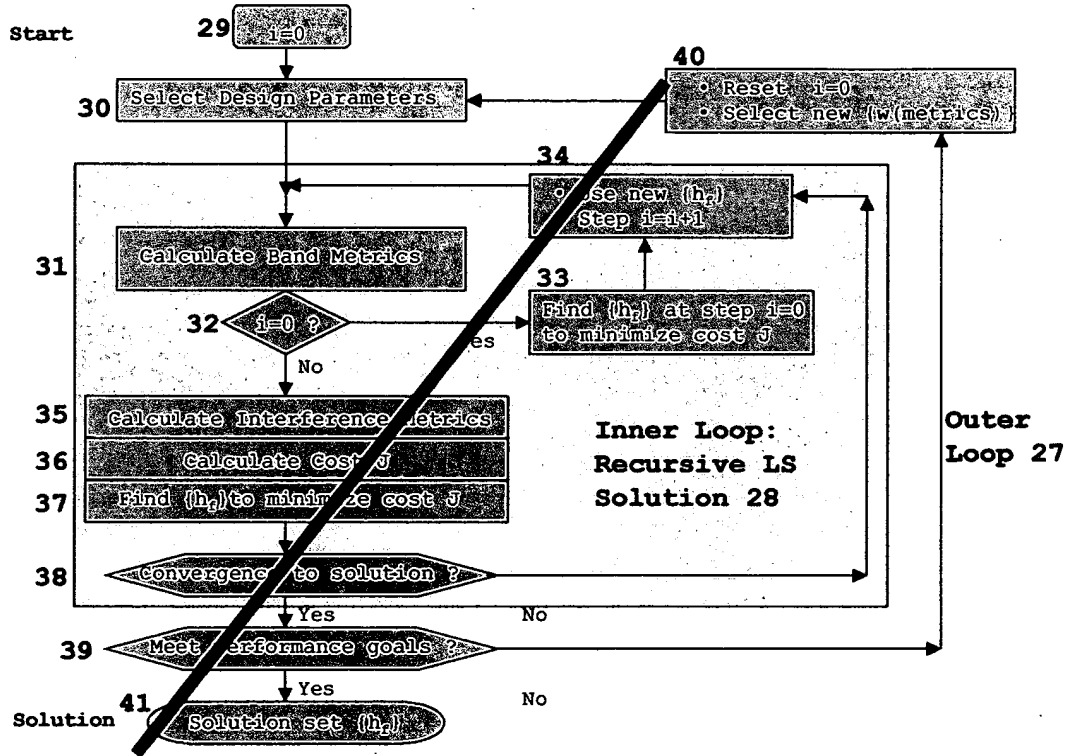 Start
29
i=0
40
• Reset i=0
• Select new {w(metrics)}
30
Select Design Parameters
34
• Use new {h_f}
Step i=i+1
31
Calculate Band Metrics
33
Find {h_f} at step i=0
to minimize cost J
32
i=0 ?
Yes
No
35
Calculate Interference Metrics
36
Calculate Cost J
37
Find {h_f} to minimize cost J
Inner Loop:
Recursive LS
Solution 28
Outer
Loop 27
38
Convergence to solution ?
Yes
No
39
Meet performance goals ?
Yes
No
41
Solution
Solution set {h_f}